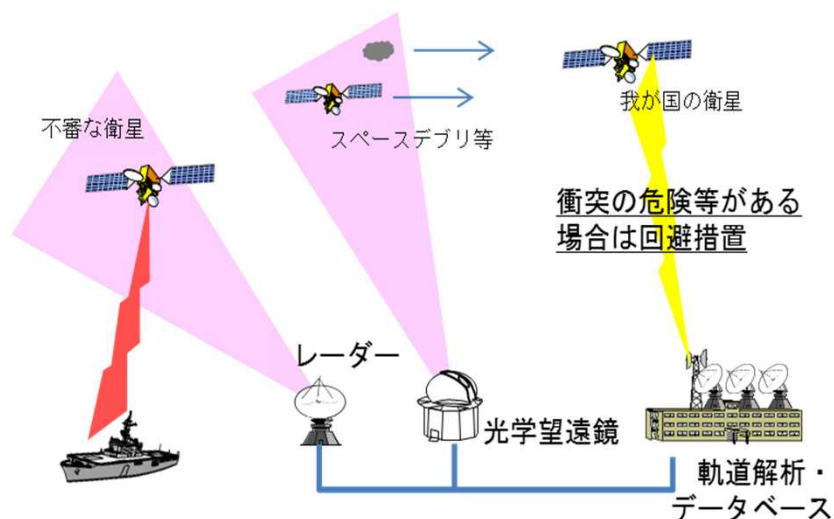 不審な衛星
スペースデブリ等
我が国の衛星
衝突の危険等がある
場合は回避措置
レーダー
光学望遠鏡
軌道解析・
データベース